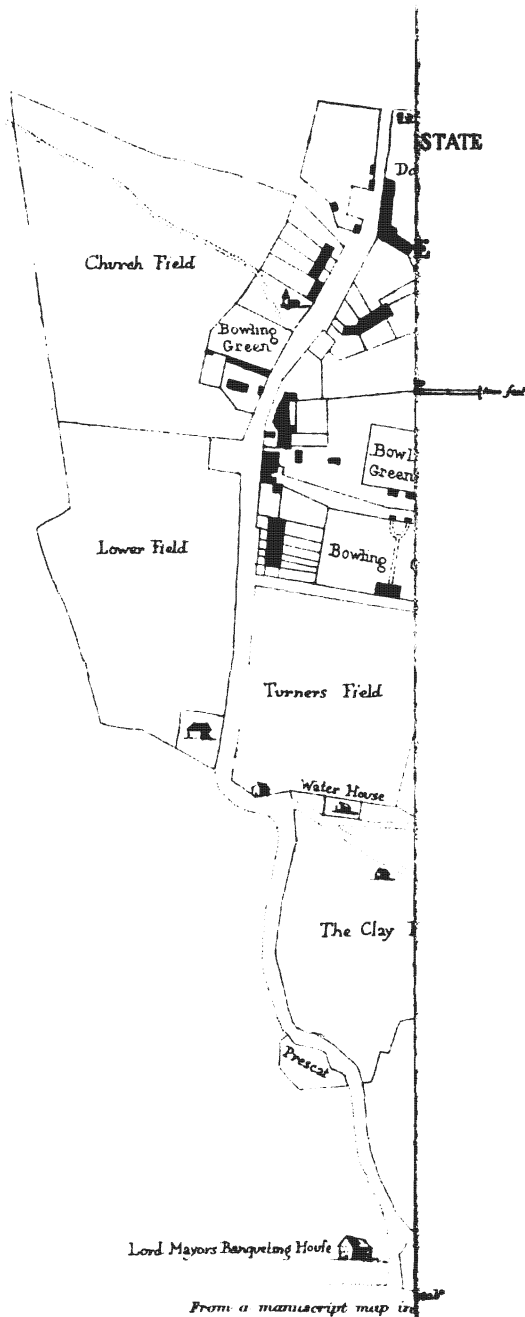 STATE
Church Field
Bowling
Green
Bowl
Green
Lower Field
Bowling
Turners Field
Water House
The Clay
Prescat
Lord Mayors Banqueting Houſe
From a manuscript map in